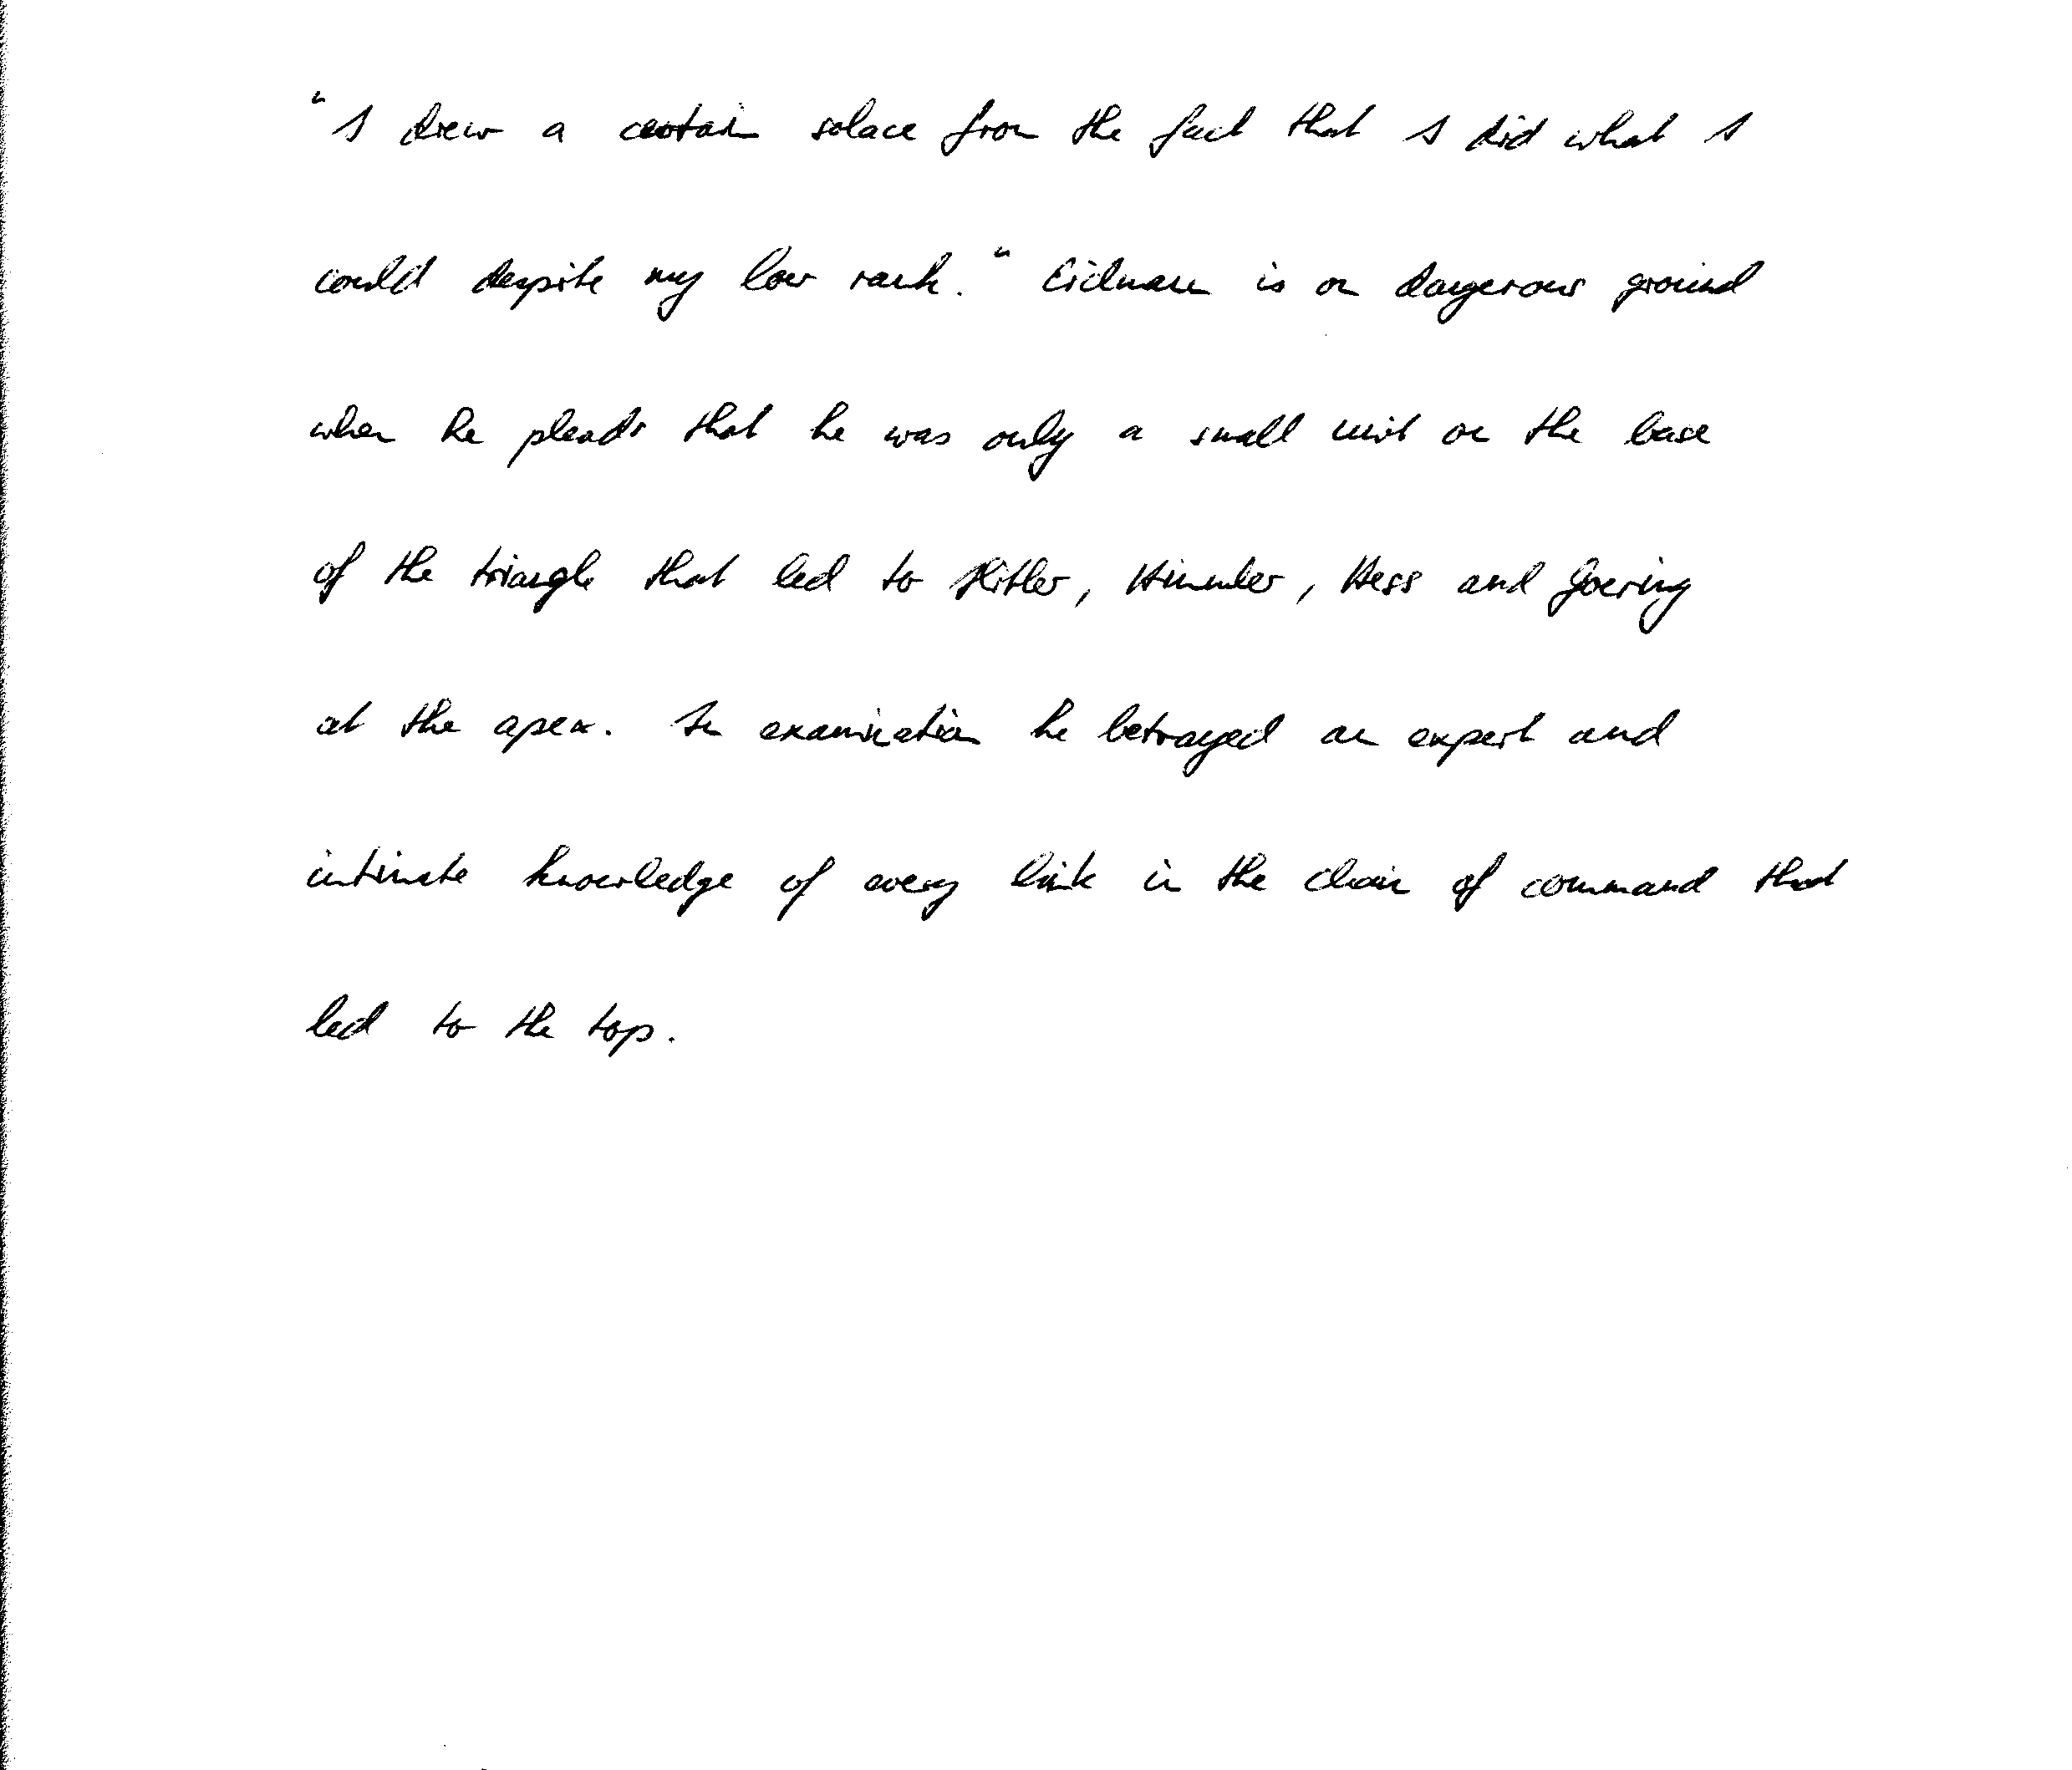 "I drew a certain solace from the fact that I did what I
could despite my low rank." Eichmann is on dangerous ground
when he pleads that he was only a small unit on the base
of the triangle that led to Hitler, Himmler, Hess and Goering
at the apex. In examination he betrayed an expert and
intimate knowledge of every link in the chain of command that
led to the top.